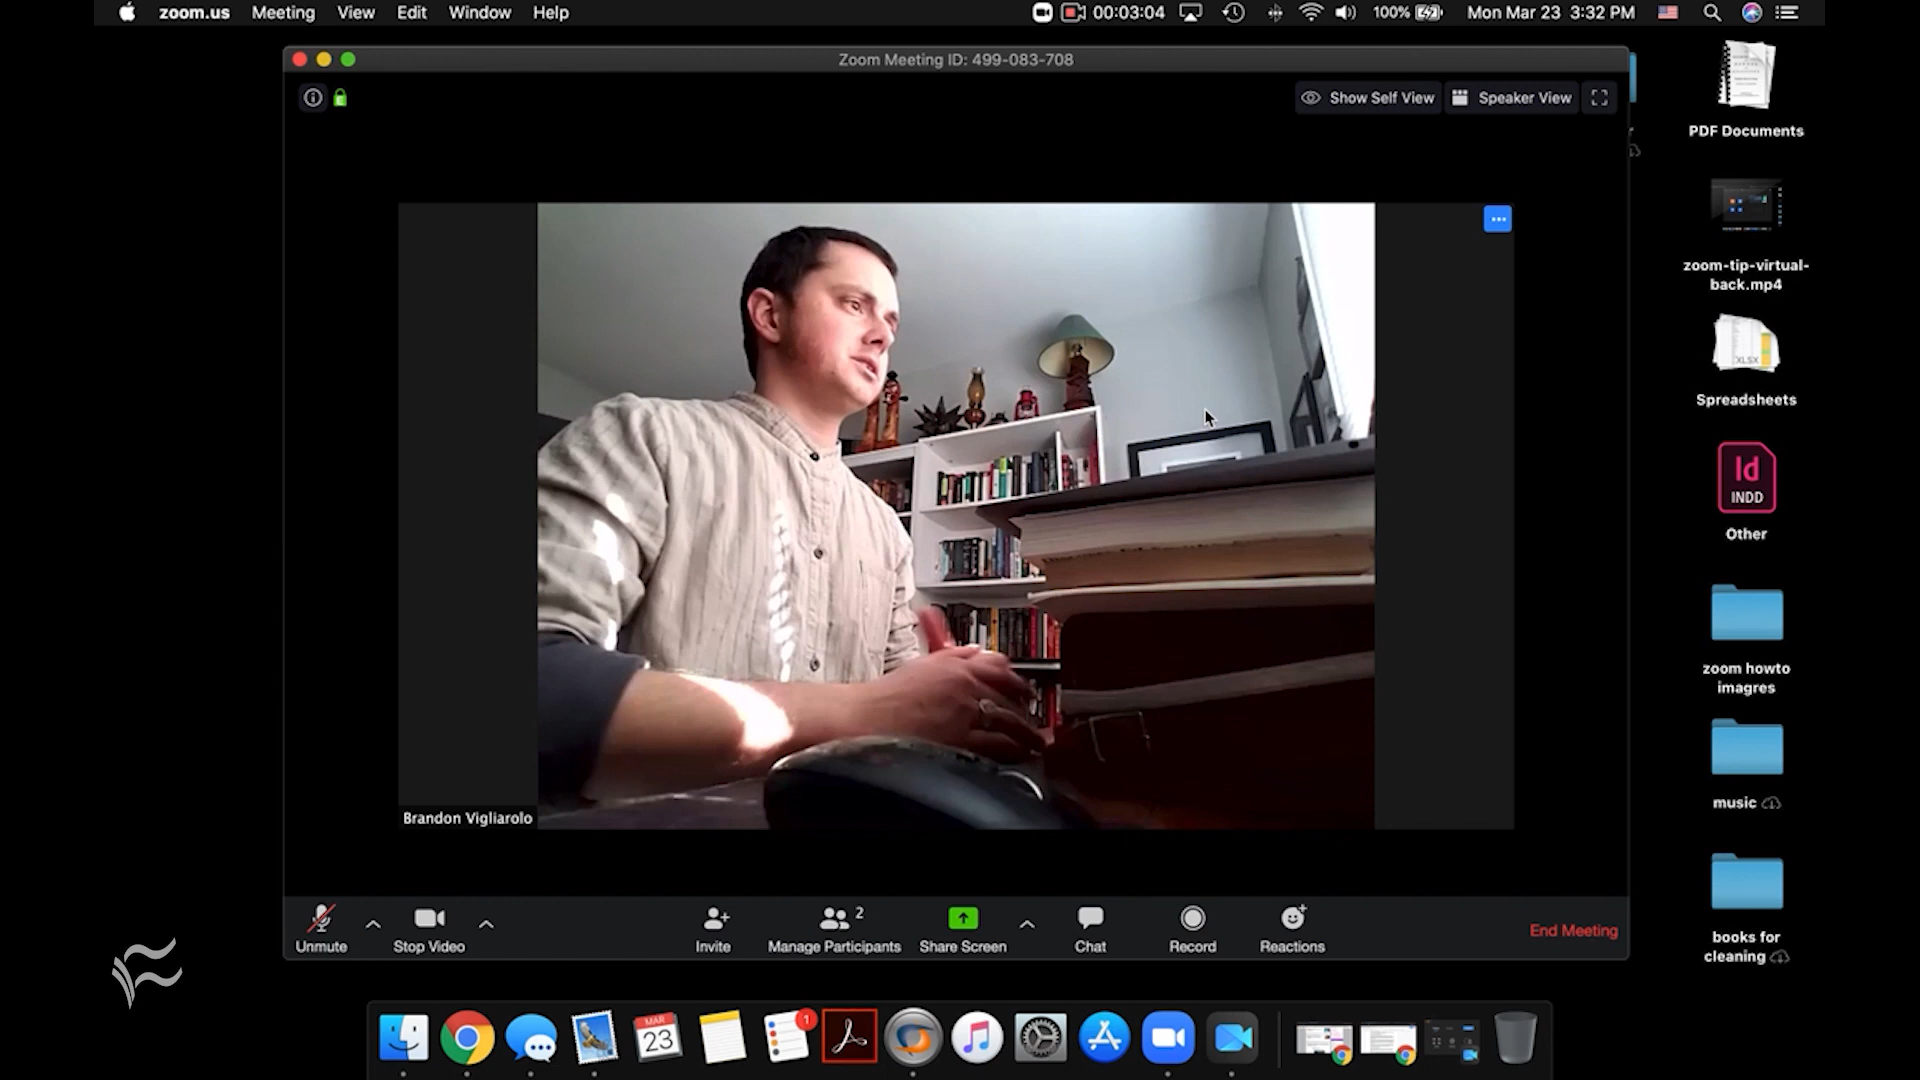 zoom.us Meeting View Edit Window Help 00:03:04 100% Mon Mar 23 3:32 PM
Zoom Meeting ID: 499-083-708
Show Self View Speaker View
PDF Documents
zoom-tip-virtual-
back.mp4
XLSX
Spreadsheets
Id
INDD
Other
zoom howto
imagres
music
books for
cleaning
Brandon Vigliarolo
Unmute Stop Video Invite 2 Manage Participants Share Screen Chat Record Reactions End Meeting
MAR
23
1